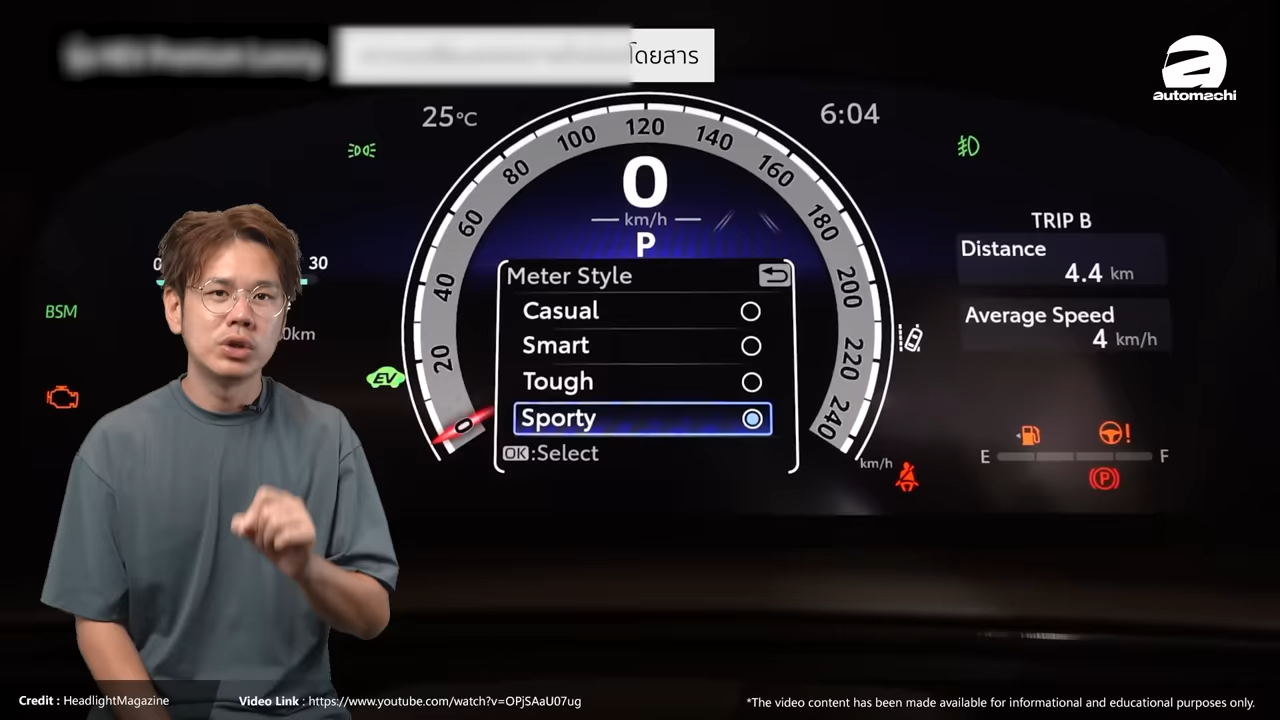 โดยสาร
automachi
25°C
6:04
0
20
40
60
80
100
120
140
160
180
200
220
240
km/h
0
km/h
P
Meter Style
Casual
Smart
Tough
Sporty
OK:Select
30
0km
BSM
EV
TRIP B
Distance
4.4 km
Average Speed
4 km/h
E F
P
Credit : HeadlightMagazine
Video Link : https://www.youtube.com/watch?v=OPjSAaU07ug
*The video content has been made available for informational and educational purposes only.